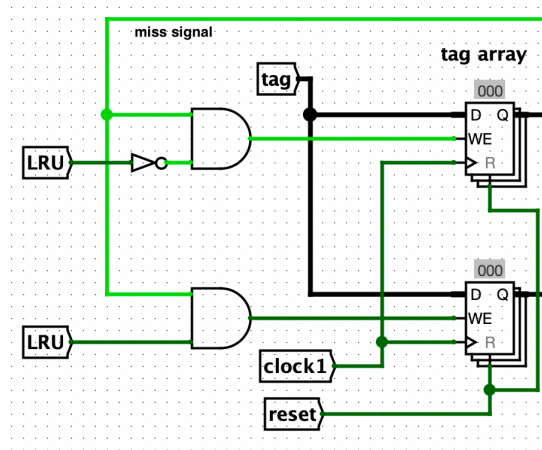 miss signal
tag array
tag
000
D Q
WE
R
LRU
000
D Q
WE
R
LRU
clock1
reset